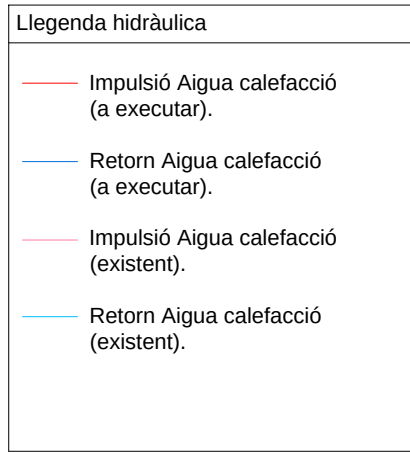 Llegenda hidràulica
Impulsió Aigua calefacció
(a executar).
Retorn Aigua calefacció
(a executar).
Impulsió Aigua calefacció
(existent).
Retorn Aigua calefacció
(existent).